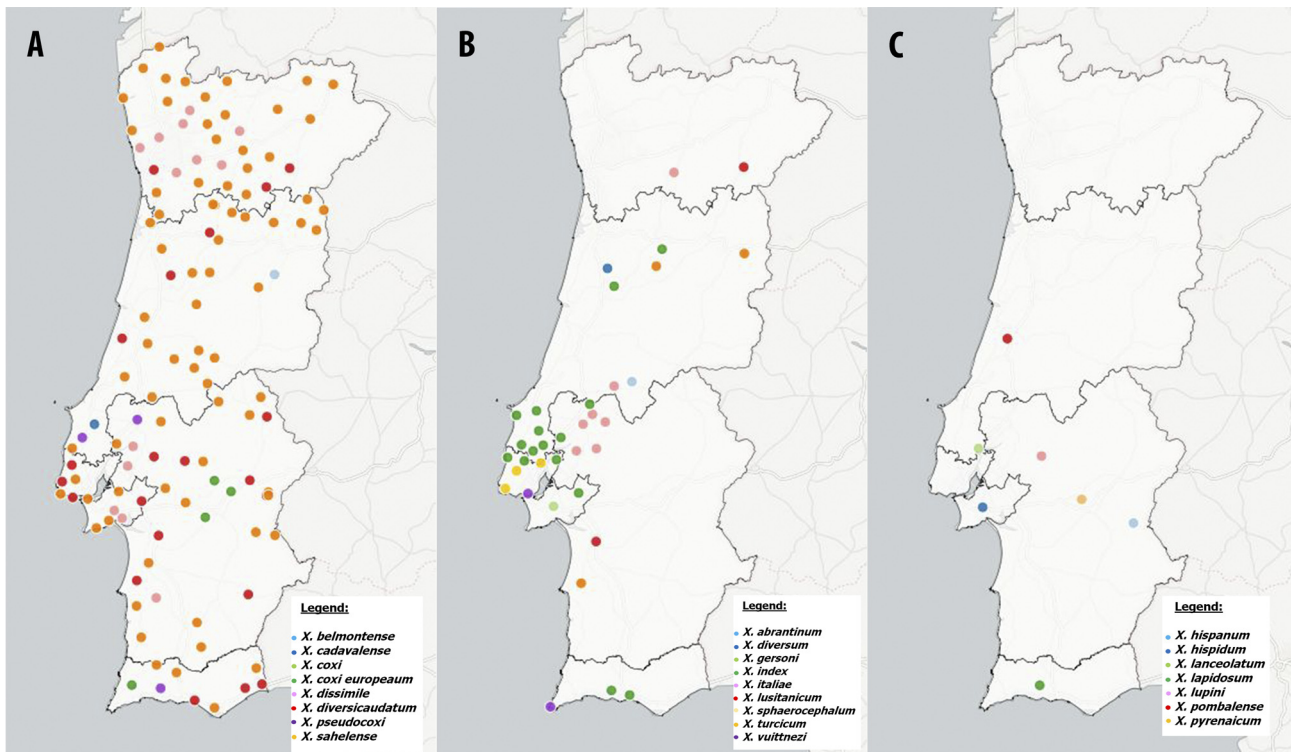 A
B
C
Legend:
X. belmontense
X. cadavalense
X. coxi
X. coxi europeaum
X. dissimile
X. diversicaudatum
X. pseudocoxi
X. sahelense
Legend:
X. abrantinum
X. diversum
X. gersoni
X. index
X. italiae
X. lusitanicum
X. sphaerocephalum
X. turcicum
X. vuittnezi
Legend:
X. hispanum
X. hispidum
X. lanceolatum
X. lapidosum
X. lupini
X. pombalense
X. pyrenaicum